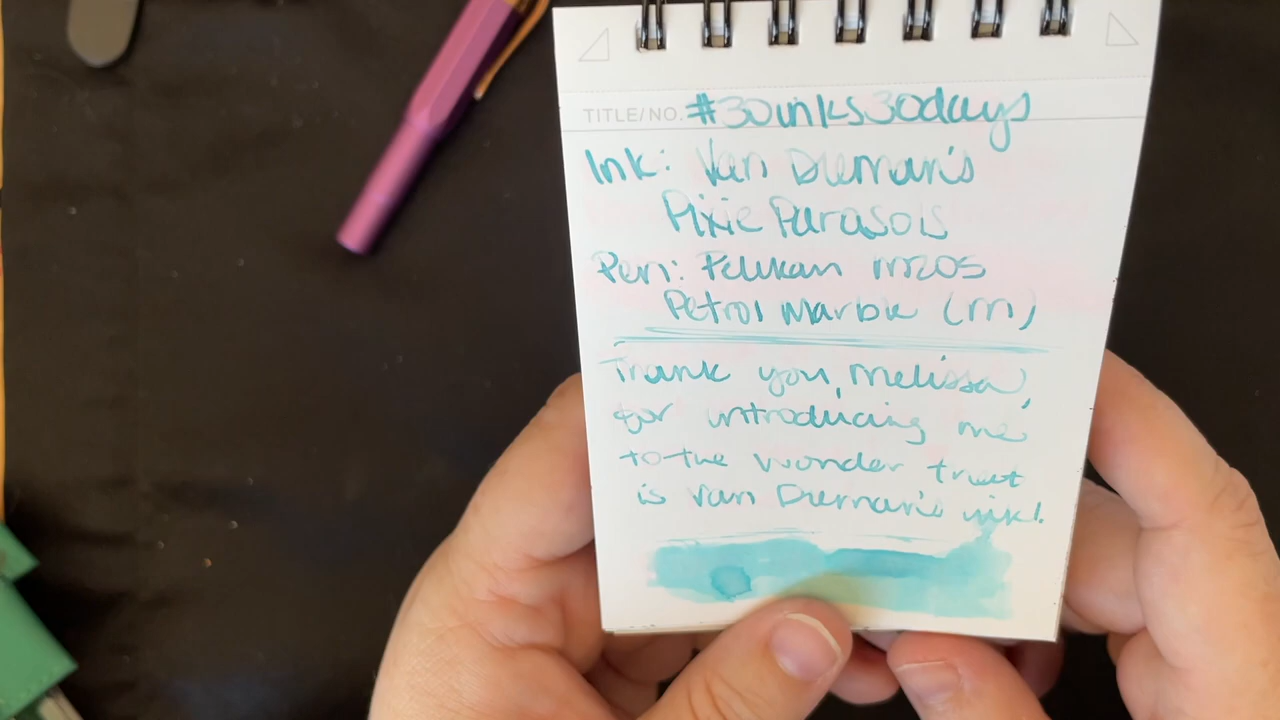 TITLE/NO. #30inks30days
Ink: Van Dieman's
Pixie Parasols
Pen: Pelikan M205
Petrol Marble (M)
Thank you, Melissa,
for introducing me
to the wonder that
is Van Dieman's ink!